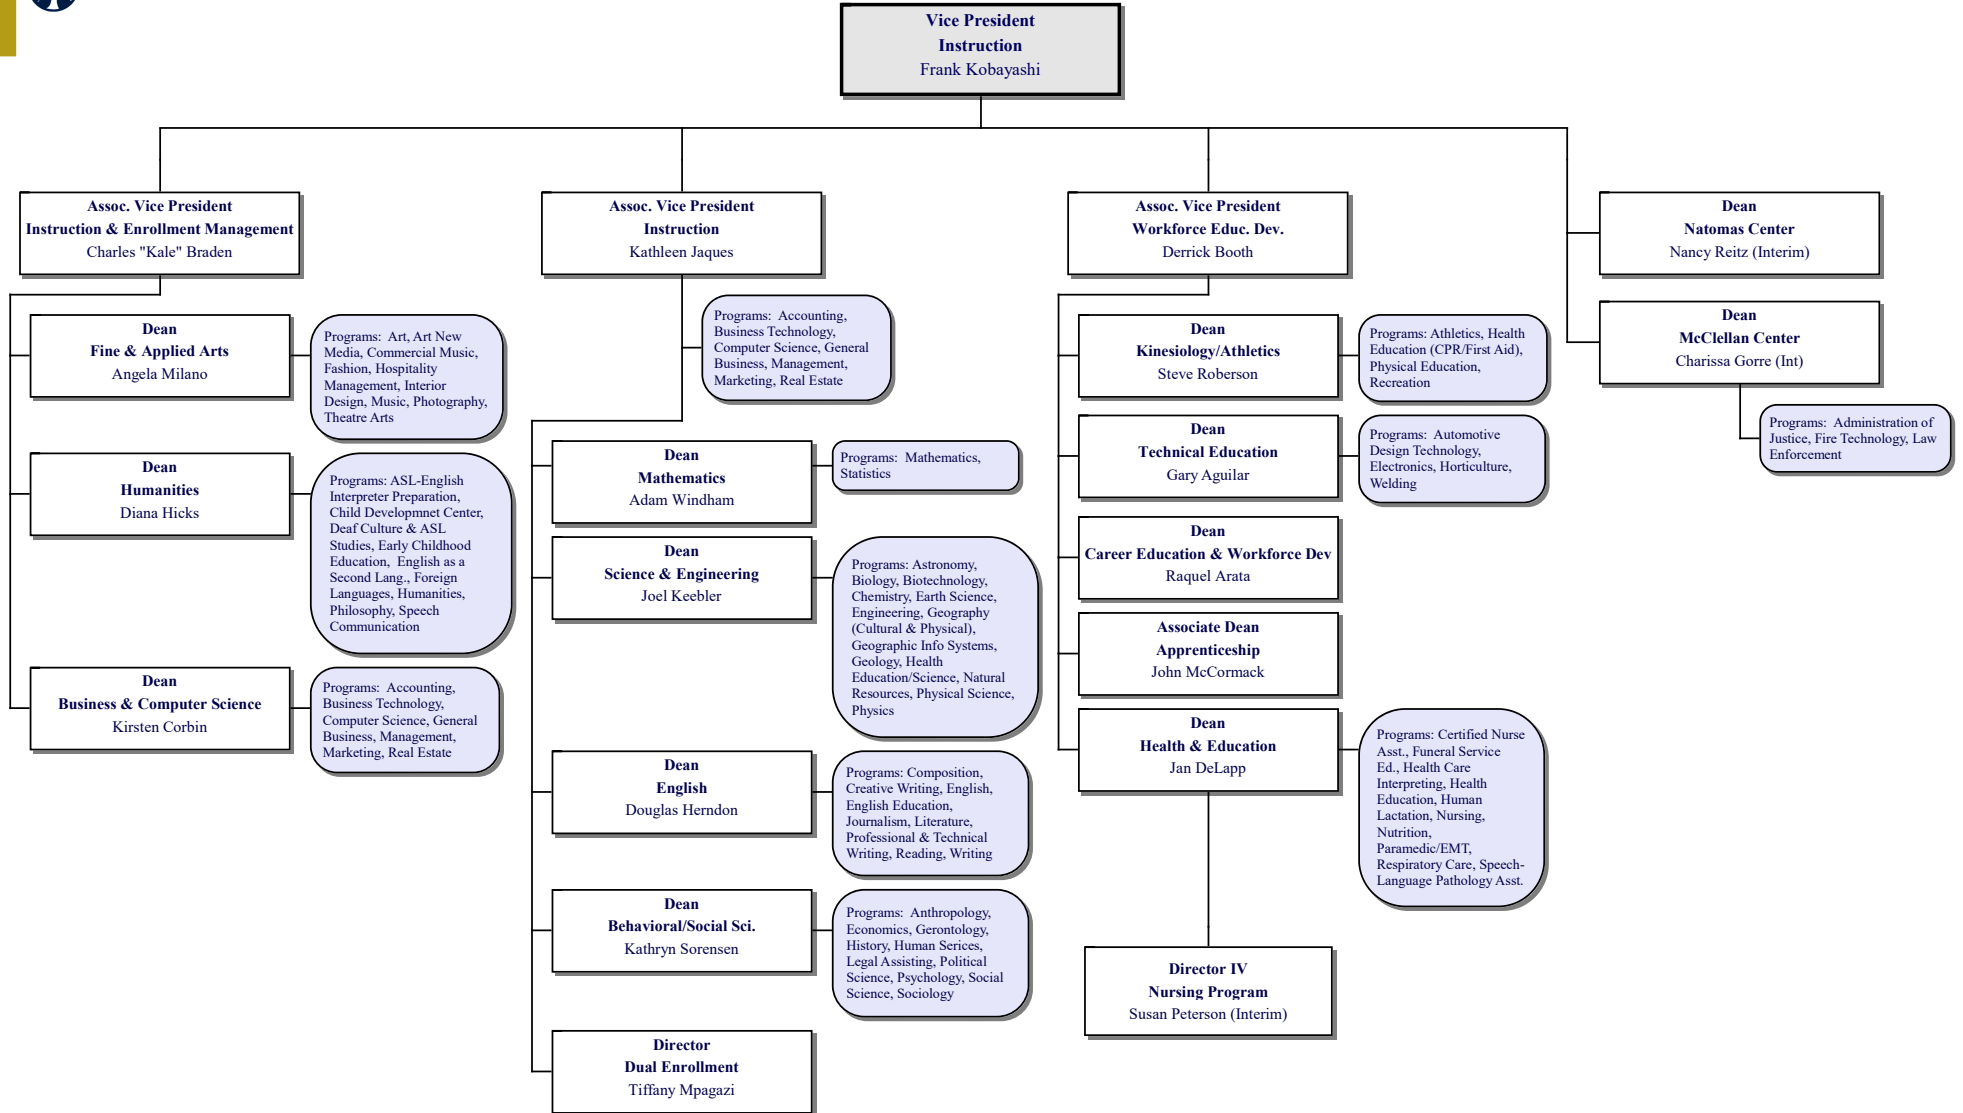 Vice President
Instruction
Frank Kobayashi
Assoc. Vice President
Instruction & Enrollment Management
Charles "Kale" Braden
Dean
Fine & Applied Arts
Angela Milano
Programs: Art, Art New
Media, Commercial Music,
Fashion, Hospitality
Management, Interior
Design, Music, Photography,
Theatre Arts
Dean
Humanities
Diana Hicks
Programs: ASL-English
Interpreter Preparation,
Child Developmnet Center,
Deaf Culture & ASL
Studies, Early Childhood
Education, English as a
Second Lang., Foreign
Languages, Humanities,
Philosophy, Speech
Communication
Dean
Business & Computer Science
Kirsten Corbin
Programs: Accounting,
Business Technology,
Computer Science, General
Business, Management,
Marketing, Real Estate
Assoc. Vice President
Instruction
Kathleen Jaques
Programs: Accounting,
Business Technology,
Computer Science, General
Business, Management,
Marketing, Real Estate
Dean
Mathematics
Adam Windham
Programs: Mathematics,
Statistics
Dean
Science & Engineering
Joel Keebler
Programs: Astronomy,
Biology, Biotechnology,
Chemistry, Earth Science,
Engineering, Geography
(Cultural & Physical),
Geographic Info Systems,
Geology, Health
Education/Science, Natural
Resources, Physical Science,
Physics
Dean
English
Douglas Herndon
Programs: Composition,
Creative Writing, English,
English Education,
Journalism, Literature,
Professional & Technical
Writing, Reading, Writing
Dean
Behavioral/Social Sci.
Kathryn Sorensen
Programs: Anthropology,
Economics, Gerontology,
History, Human Serices,
Legal Assisting, Political
Science, Psychology, Social
Science, Sociology
Director
Dual Enrollment
Tiffany Mpagazi
Assoc. Vice President
Workforce Educ. Dev.
Derrick Booth
Dean
Kinesiology/Athletics
Steve Roberson
Programs: Athletics, Health
Education (CPR/First Aid),
Physical Education,
Recreation
Dean
Technical Education
Gary Aguilar
Programs: Automotive
Design Technology,
Electronics, Horticulture,
Welding
Dean
Career Education & Workforce Dev
Raquel Arata
Associate Dean
Apprenticeship
John McCormack
Dean
Health & Education
Jan DeLapp
Programs: Certified Nurse
Asst., Funeral Service
Ed., Health Care
Interpreting, Health
Education, Human
Lactation, Nursing,
Nutrition,
Paramedic/EMT,
Respiratory Care, Speech-
Language Pathology Asst.
Director IV
Nursing Program
Susan Peterson (Interim)
Dean
Natomas Center
Nancy Reitz (Interim)
Dean
McClellan Center
Charissa Gorre (Int)
Programs: Administration of
Justice, Fire Technology, Law
Enforcement